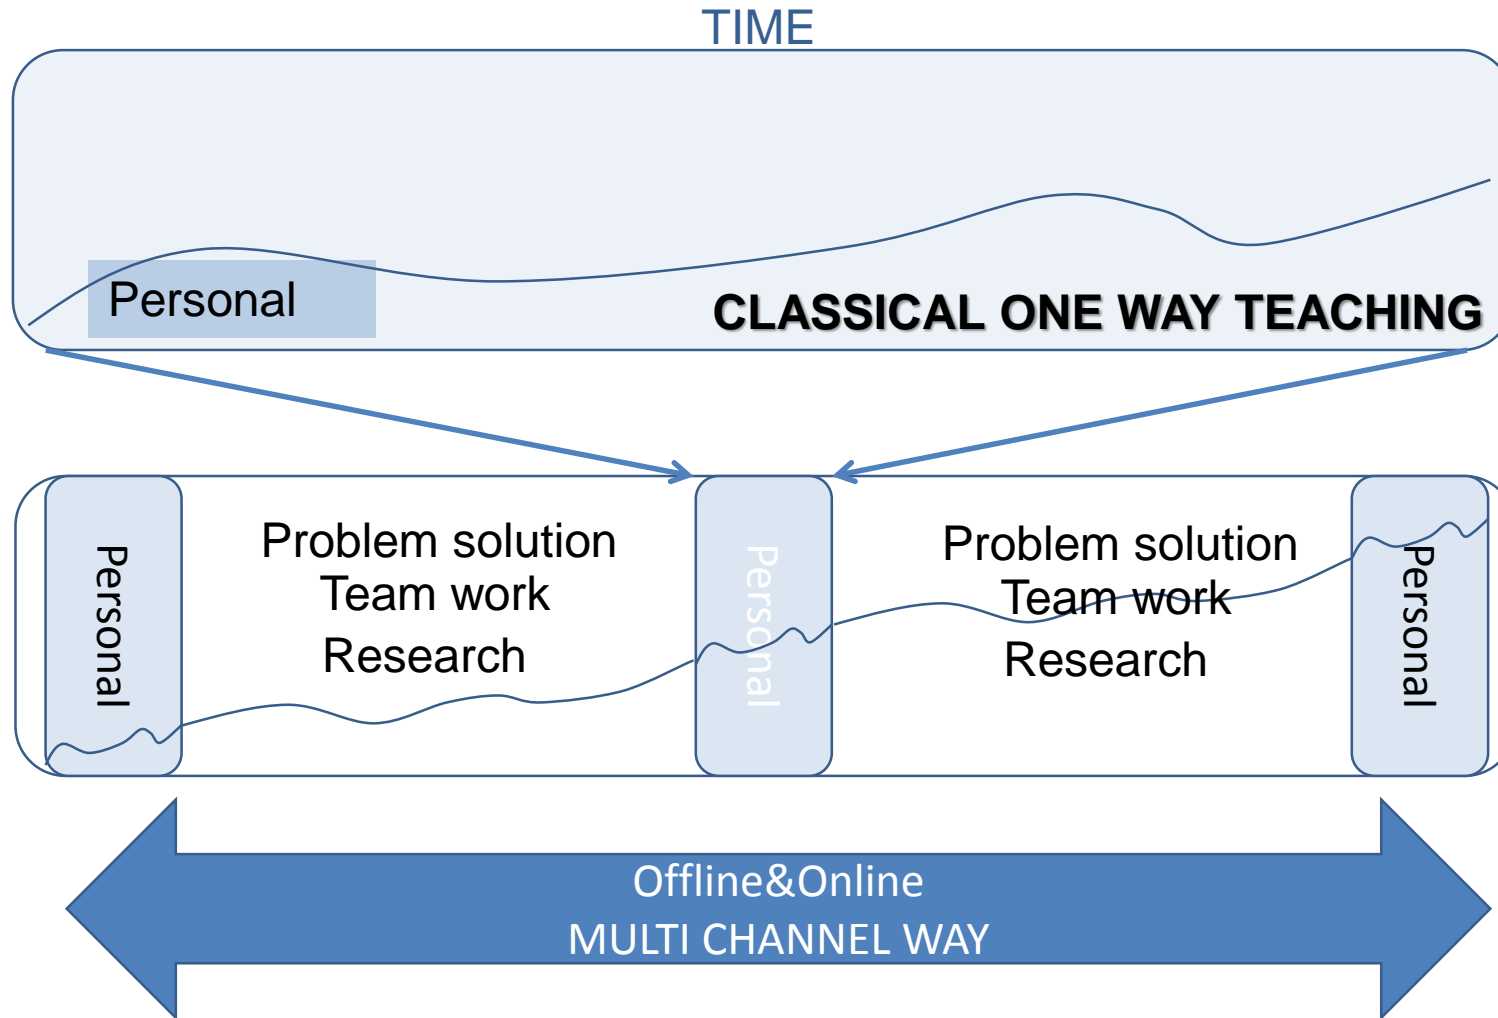 TIME
Personal
CLASSICAL ONE WAY TEACHING
Personal
Problem solution
Team work
Research
Personal
Problem solution
Team work
Research
Personal
Offline&Online
MULTI CHANNEL WAY